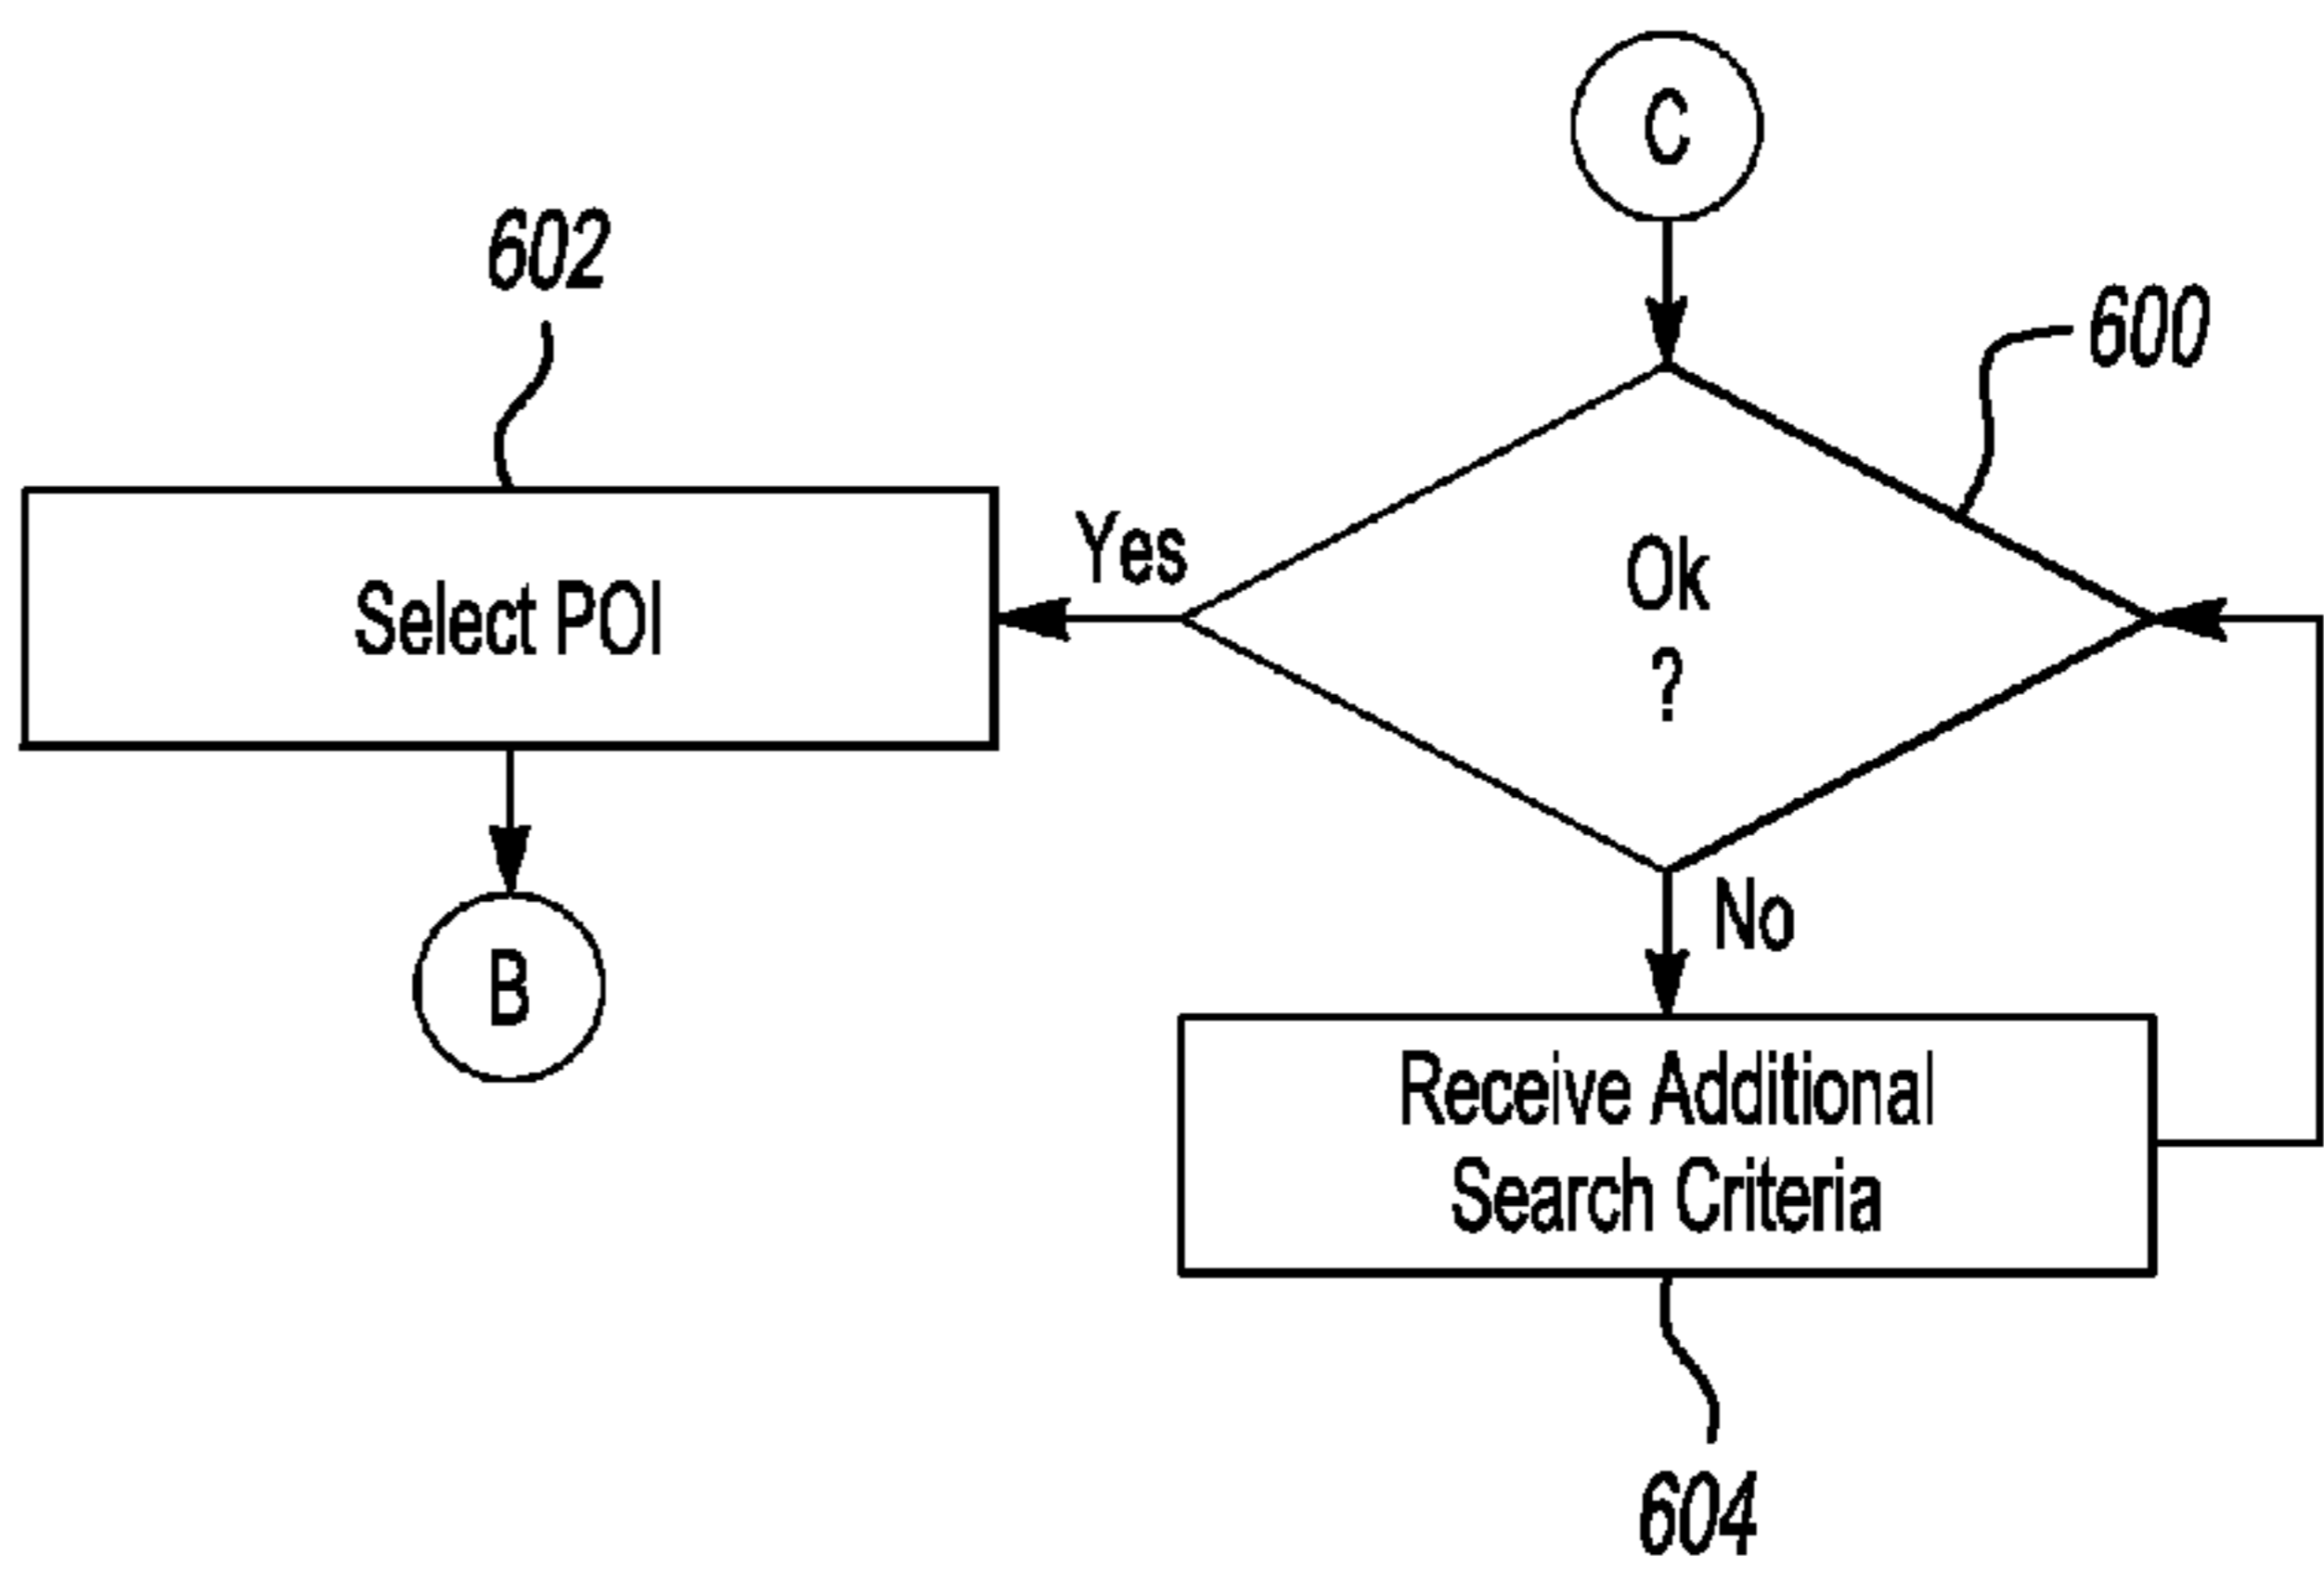 C
602
600
Yes
Ok
?
Select POI
No
B
Receive Additional
Search Criteria
604